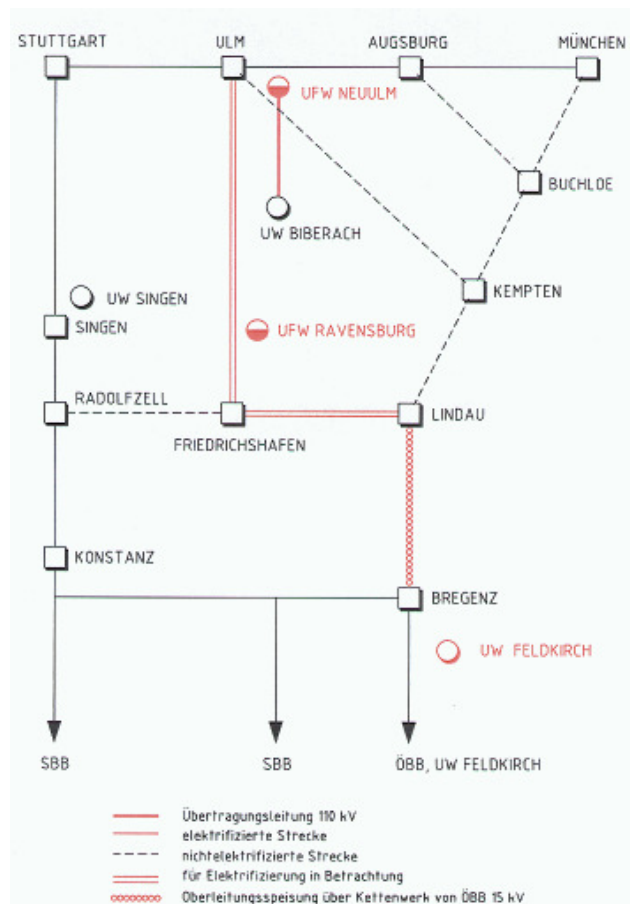 STUTTGART ULM AUGSBURG MÜNCHEN
UFW NEUULM
BUCHLOE
UW BIBERACH
KEMPTEN
UW SINGEN
SINGEN
UFW RAVENSBURG
RADOLFZELL
LINDAU
FRIEDRICHSHAFEN
KONSTANZ
BREGENZ
UW FELDKIRCH
SBB SBB ÖBB, UW FELDKIRCH
Übertragungsleitung 110 kV
elektrifizierte Strecke
nichtelektrifizierte Strecke
für Elektrifizierung in Betrachtung
Oberleitungsspeisung über Kettenwerk von ÖBB 15 kV